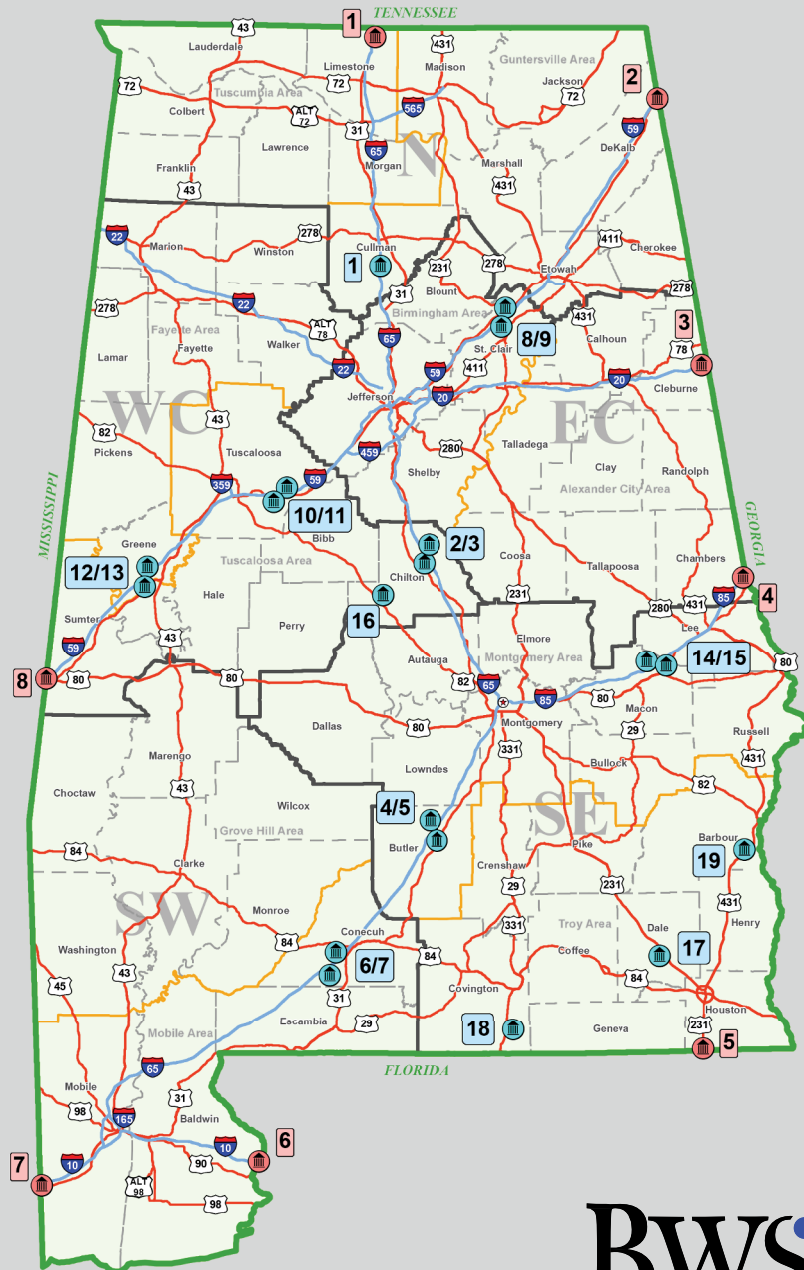 TENNESSEE
1
43
Lauderdale
Limestone
431
Madison
Guntersville Area
Jackson
72
72
72
Tuscumbia Area
Colbert
ALT
72
565
2
31
59
Lawrence
N
DeKalb
65
Franklin
Morgan
Marshall
43
431
22
278
411
Marion
Winston
Cullman
Cherokee
1
231
278
Etowah
Blount
278
31
22
278
Birmingham Area
431
3
ALT
78
Fayette Area
65
8/9
Calhoun
Fayette
Walker
St. Clair
78
Lamar
22
59
411
20
Cleburne
Jefferson
20
WC
EC
43
82
Pickens
Tuscaloosa
280
Talladega
459
Clay
Randolph
Shelby
359
59
Alexander City Area
MISSISSIPPI
GEORGIA
10/11
Greene
Bibb
2/3
12/13
Coosa
Chambers
Tuscaloosa Area
Tallapoosa
Chilton
4
Hale
231
85
16
280
431
Sumter
Perry
Lee
43
59
Elmore
Autauga
Montgomery Area
14/15
80
8
80
80
82
65
85
80
Macon
Dallas
Montgomery
80
29
Russell
331
Marengo
431
Bullock
Lowndes
82
43
Choctaw
Wilcox
4/5
SE
Grove Hill Area
84
Butler
Pike
Barbour
Clarke
19
Crenshaw
231
29
431
SW
Monroe
Henry
331
Troy Area
Dale
Conecuh
17
84
Washington
84
Coffee
43
6/7
84
45
Covington
31
Houston
29
18
231
Escambia
Geneva
Mobile Area
5
65
FLORIDA
Mobile
31
98
165
Baldwin
6
10
7
10
90
ALT
98
98
BWS